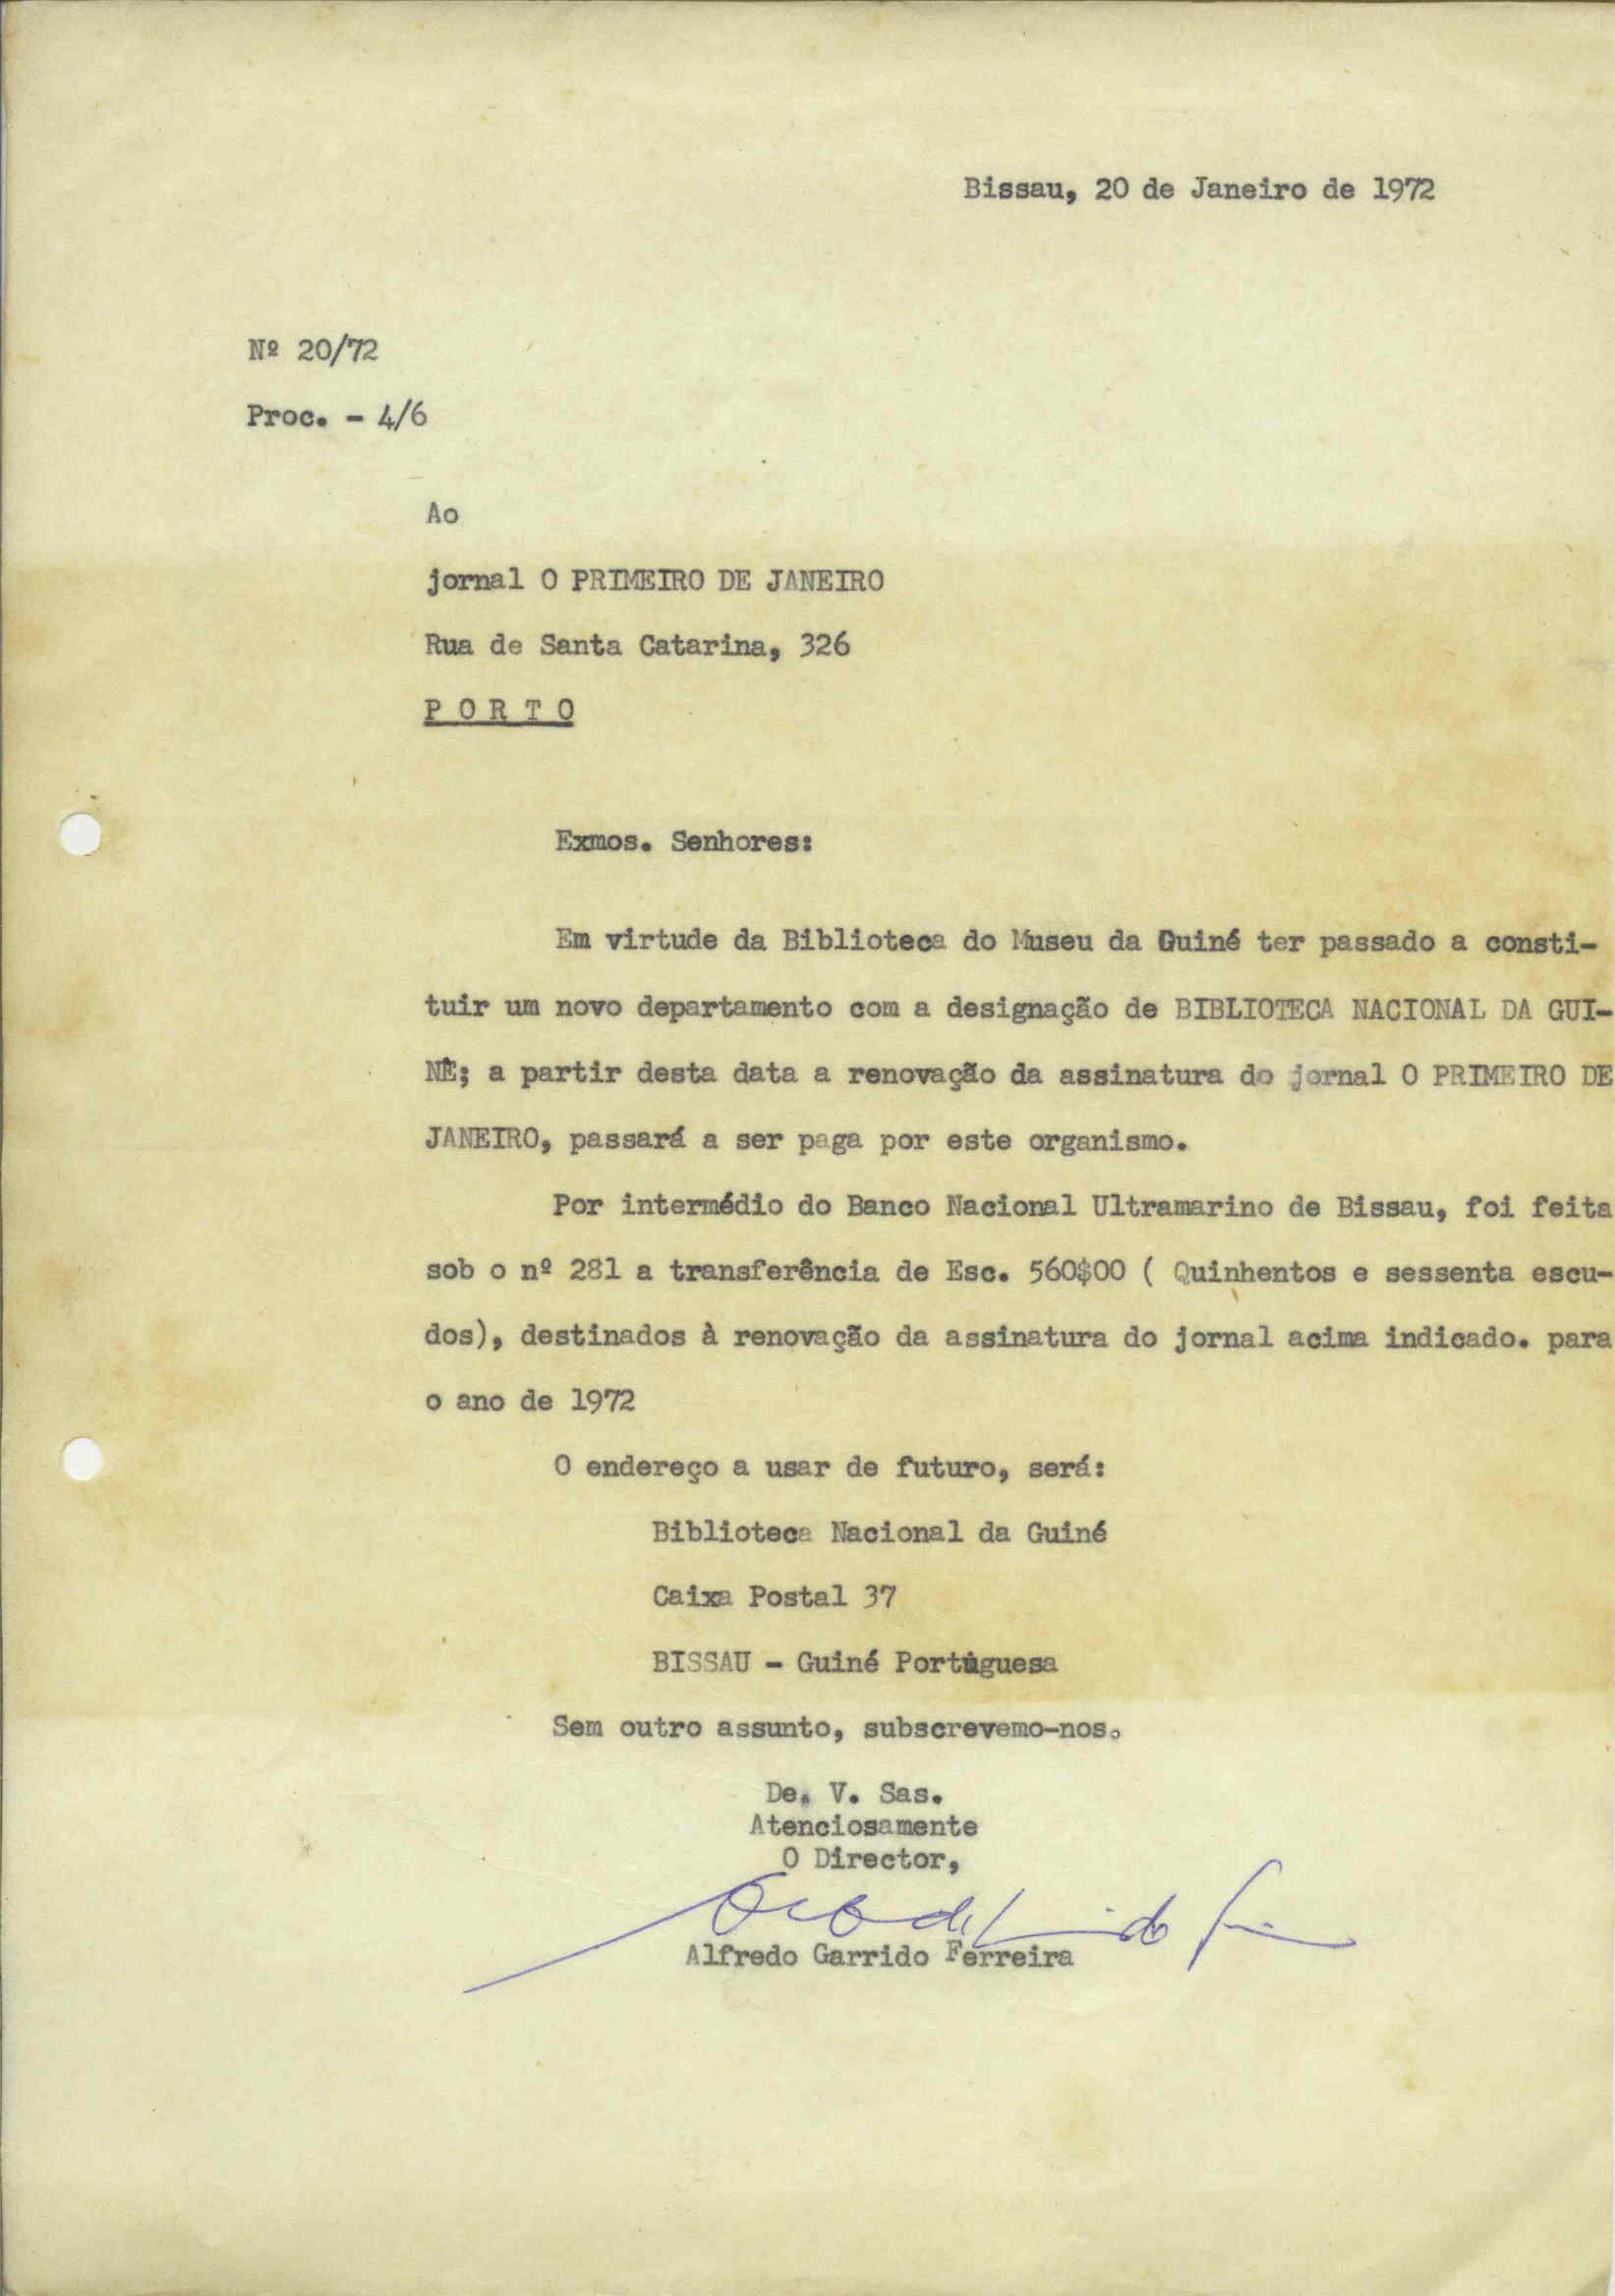 Bissau, 20 de Janeiro de 1972
Nº 20/72
Proc. - 4/6
Ao
jornal O PRIMEIRO DE JANEIRO
Rua de Santa Catarina, 326
P O R T O
Exmos. Senhores:
Em virtude da Biblioteca do Museu da Guiné ter passado a consti-
tuir um novo departamento com a designação de BIBLIOTECA NACIONAL DA GUI-
NÉ; a partir desta data a renovação da assinatura do jornal O PRIMEIRO DE
JANEIRO, passará a ser paga por este organismo.
Por intermédio do Banco Nacional Ultramarino de Bissau, foi feita
sob o nº 281 a transferência de Esc. 560$00 ( Quinhentos e sessenta escu-
dos), destinados à renovação da assinatura do jornal acima indicado. para
o ano de 1972
O endereço a usar de futuro, será:
Biblioteca Nacional da Guiné
Caixa Postal 37
BISSAU - Guiné Portuguesa
Sem outro assunto, subscrevemo-nos.
De. V. Sas.
Atenciosamente
O Director,
Alfredo Garrido Ferreira